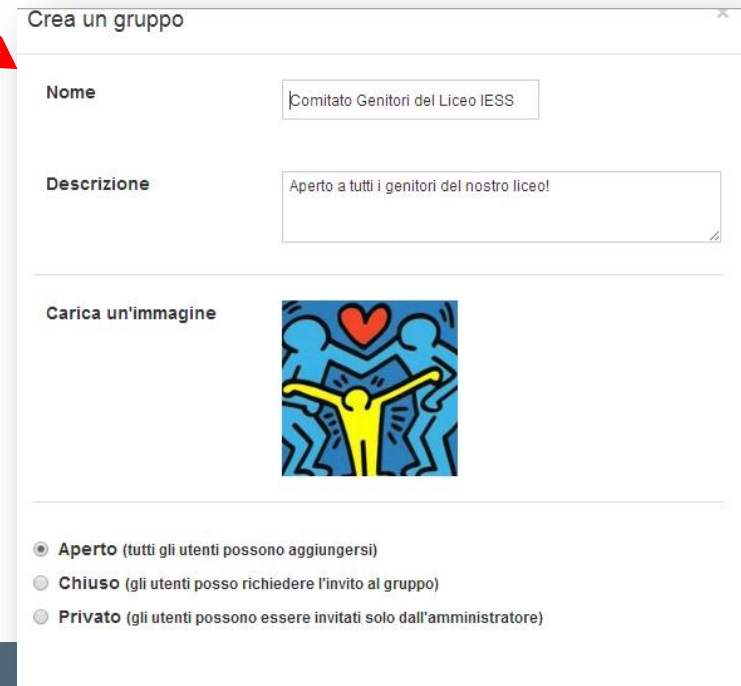 Crea un gruppo
×
Nome
Comitato Genitori del Liceo IESS
Descrizione
Aperto a tutti i genitori del nostro liceo!
Carica un'immagine
Aperto (tutti gli utenti possono aggiungersi)
Chiuso (gli utenti posso richiedere l'invito al gruppo)
Privato (gli utenti possono essere invitati solo dall'amministratore)